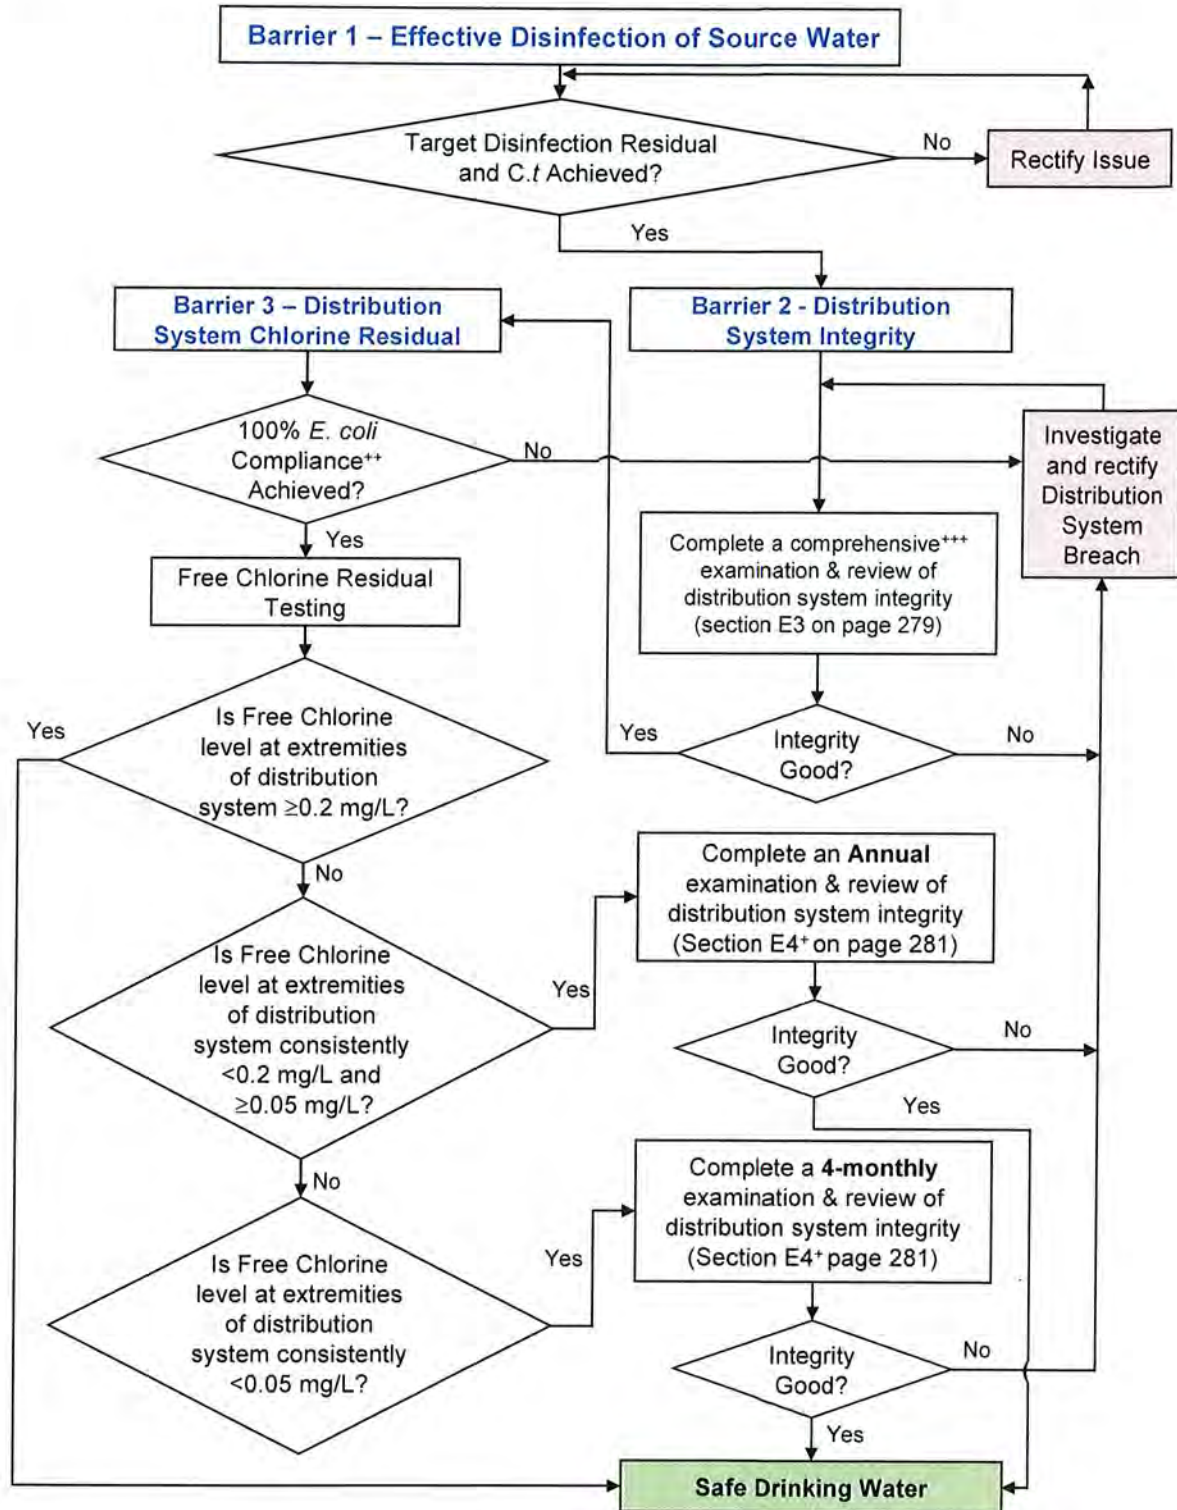 Barrier 1 – Effective Disinfection of Source Water
Target Disinfection Residual
and C.t Achieved?
No
Rectify Issue
Yes
Barrier 3 – Distribution
System Chlorine Residual
Barrier 2 - Distribution
System Integrity
100% E. coli
Compliance⁺⁺
Achieved?
No
Investigate
and rectify
Distribution
System
Breach
Yes
Free Chlorine Residual
Testing
Complete a comprehensive⁺⁺⁺
examination & review of
distribution system integrity
(section E3 on page 279)
Yes
Is Free Chlorine
level at extremities
of distribution
system ≥0.2 mg/L?
Yes
Integrity
Good?
No
No
Complete an Annual
examination & review of
distribution system integrity
(Section E4⁺ on page 281)
Is Free Chlorine
level at extremities
of distribution
system consistently
<0.2 mg/L and
≥0.05 mg/L?
Yes
Integrity
Good?
No
Yes
No
Complete a 4-monthly
examination & review of
distribution system integrity
(Section E4⁺ page 281)
Is Free Chlorine
level at extremities
of distribution
system consistently
<0.05 mg/L?
Yes
Integrity
Good?
No
Yes
Safe Drinking Water